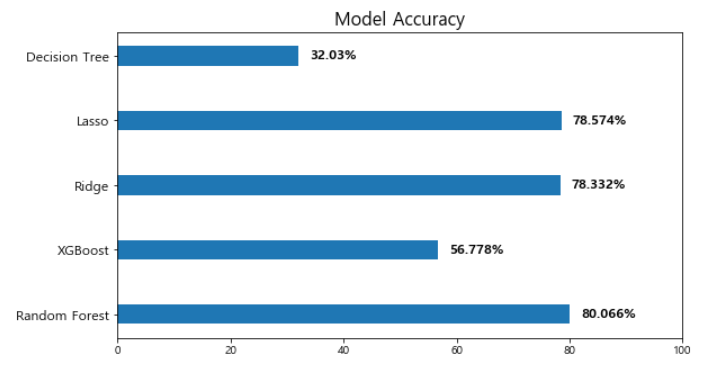 Model Accuracy
Decision Tree 32.03%
Lasso 78.574%
Ridge 78.332%
XGBoost 56.778%
Random Forest 80.066%
0 20 40 60 80 100